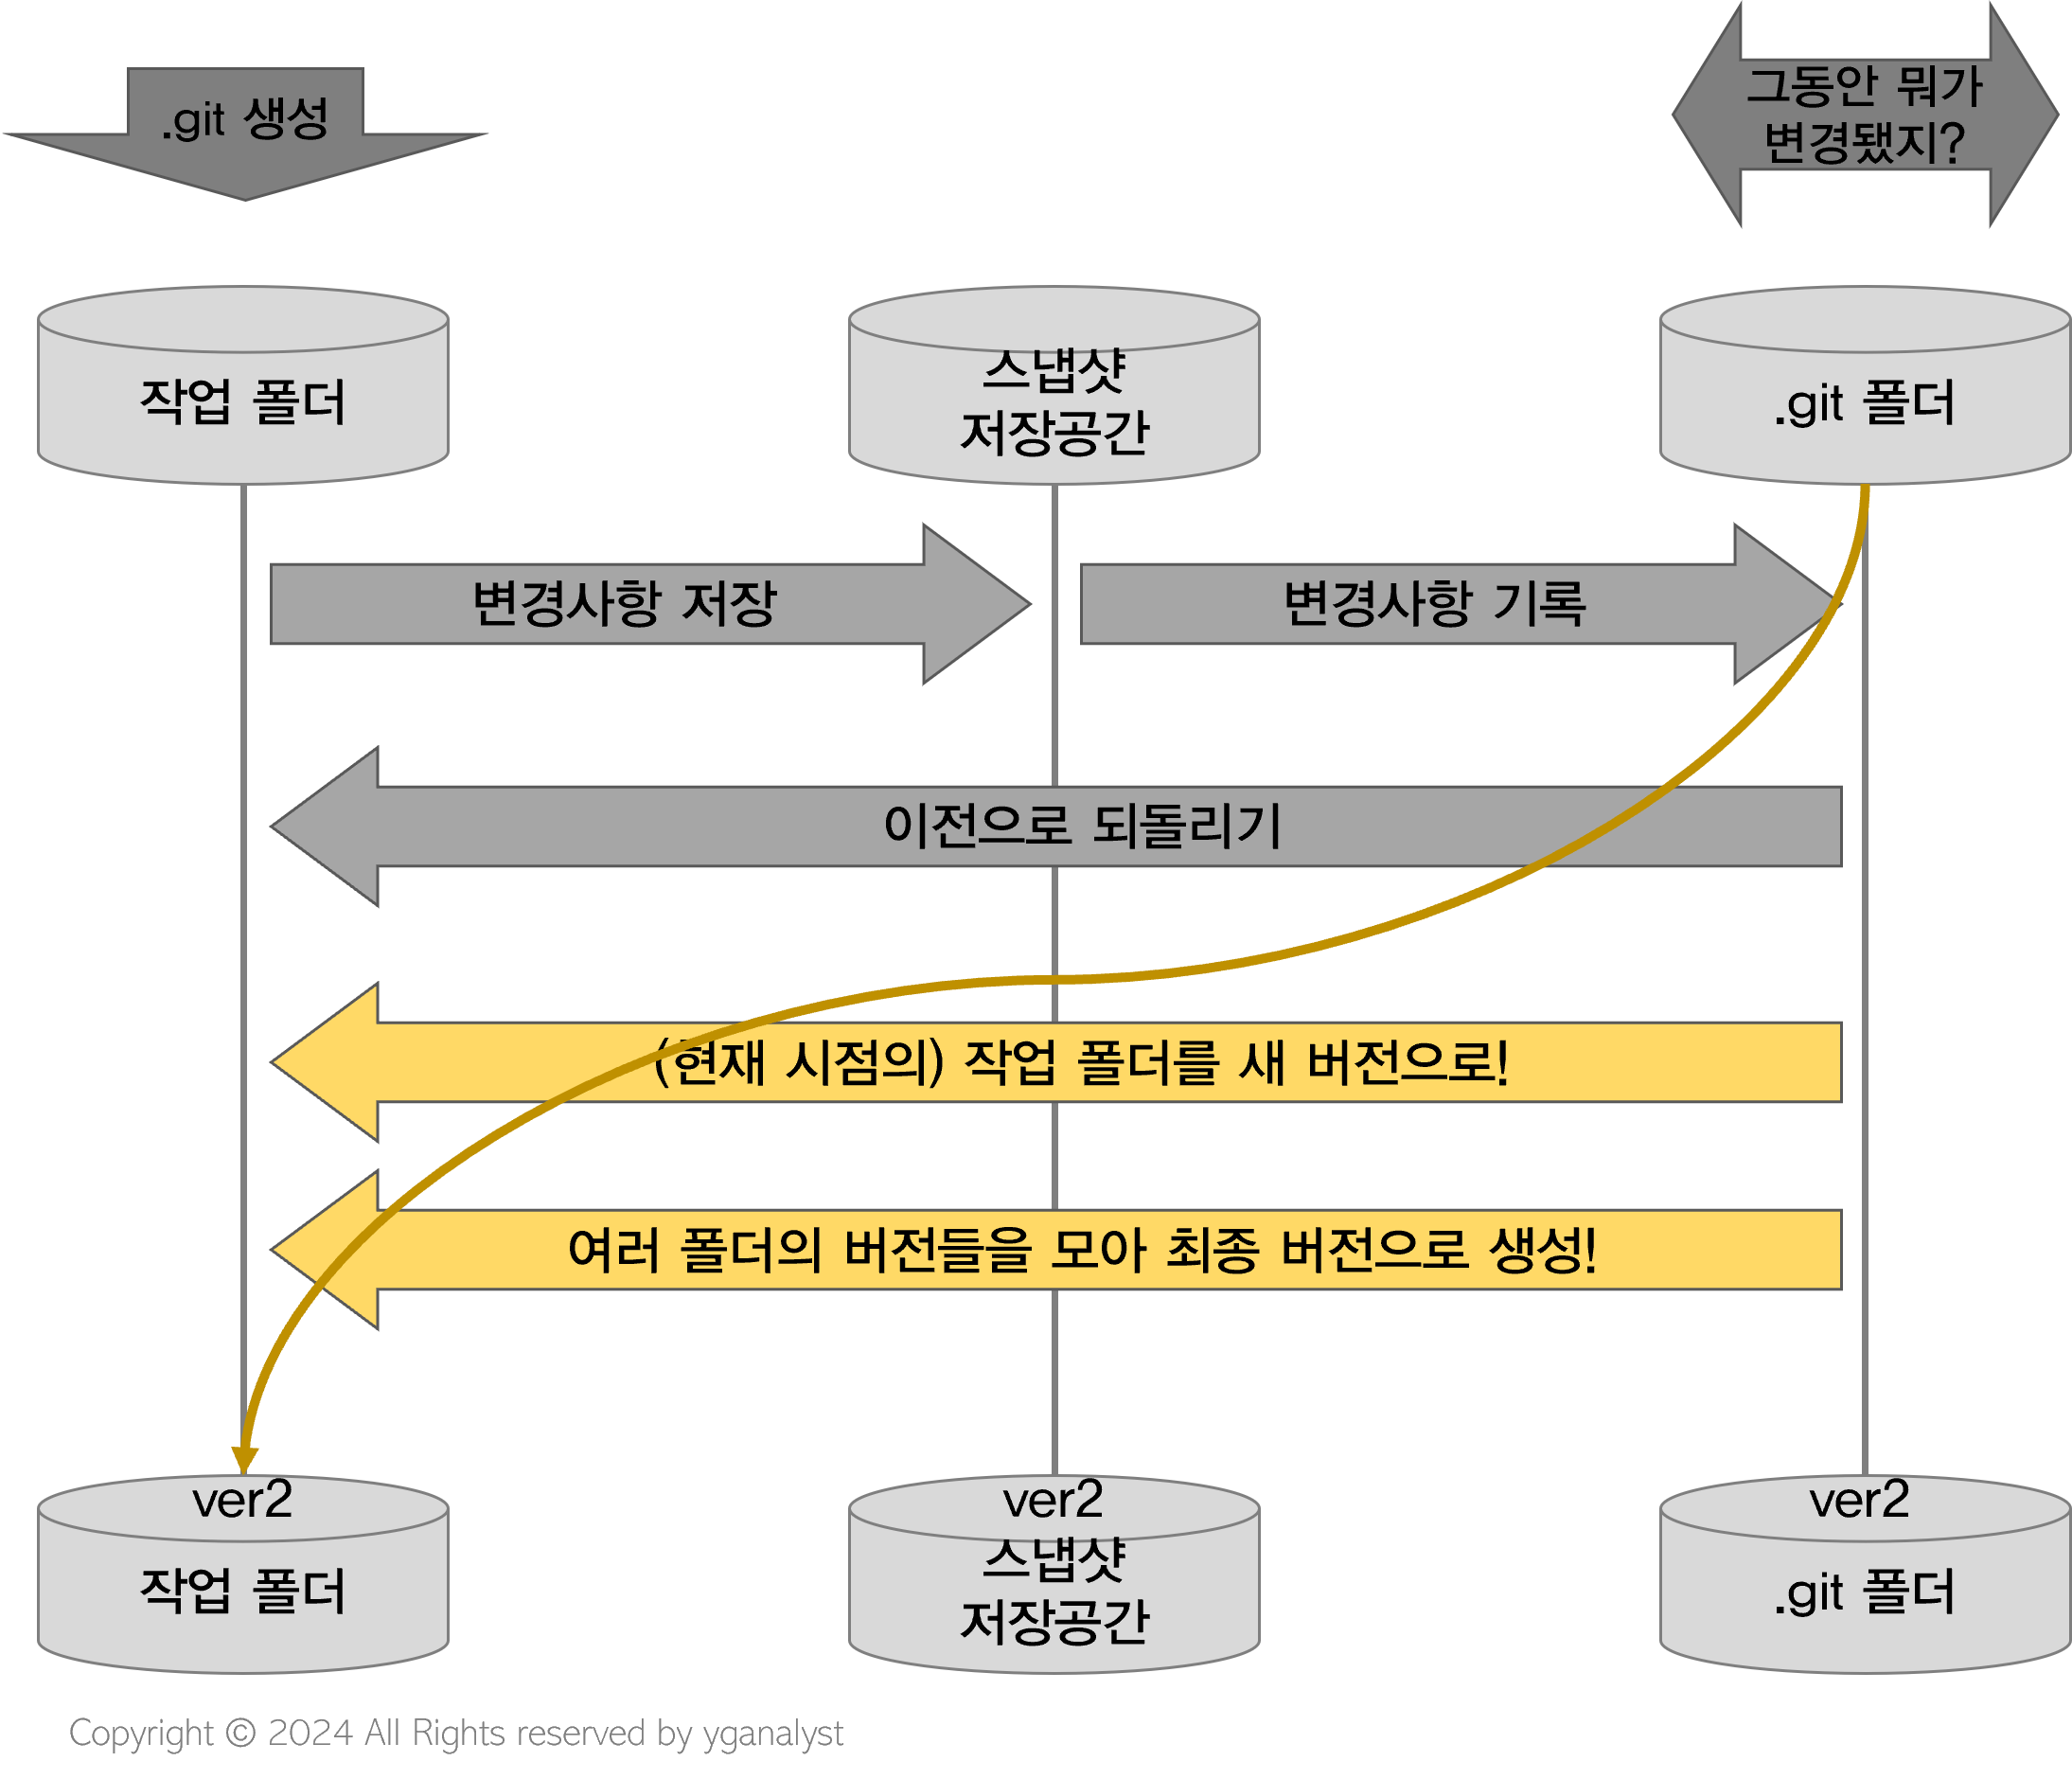 .git 생성
그동안 뭐가
변경됐지?
작업 폴더
스냅샷
저장공간
.git 폴더
변경사항 저장
변경사항 기록
이전으로 되돌리기
(현재 시점의) 작업 폴더를 새 버전으로!
여러 폴더의 버전들을 모아 최종 버전으로 생성!
ver2
작업 폴더
ver2
스냅샷
저장공간
ver2
.git 폴더
Copyright © 2024 All Rights reserved by yganalyst